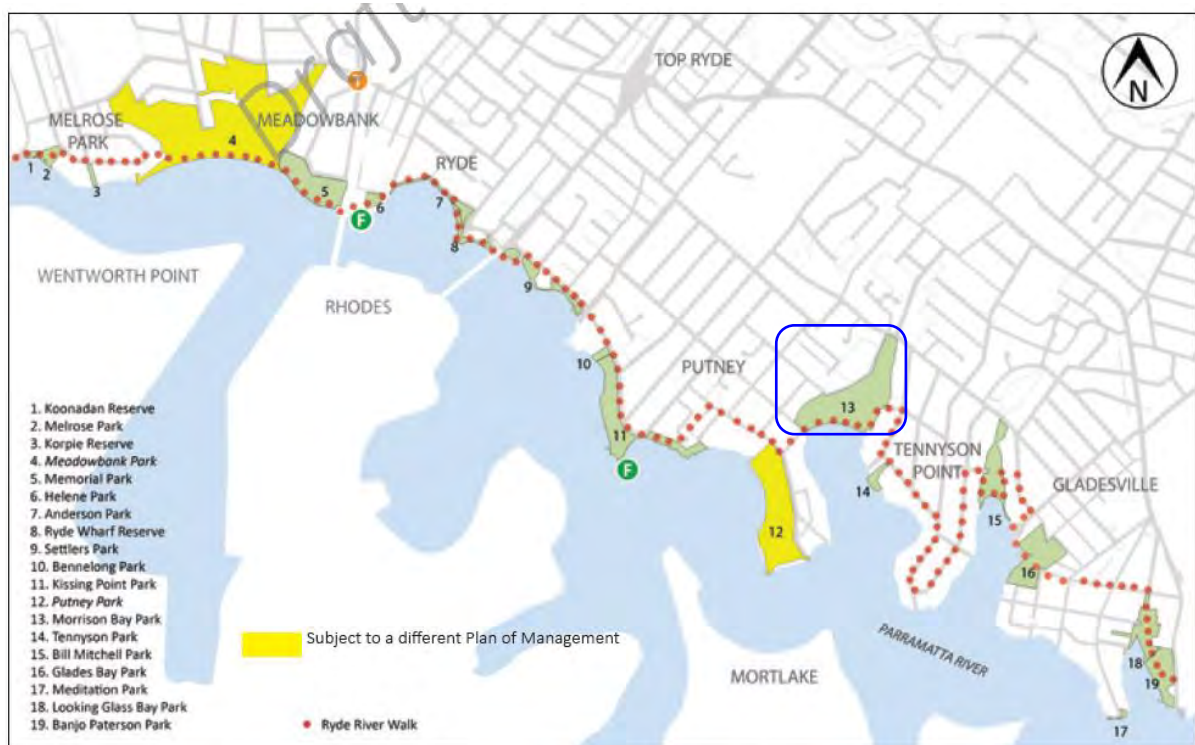 Draft
TOP RYDE
N
MELROSE
PARK
MEADOWBANK
T
4
RYDE
1
2
3
5
6
F
7
8
WENTWORTH POINT
RHODES
9
10
PUTNEY
13
11
F
TENNYSON
POINT
14
GLADESVILLE
15
12
16
PARRAMATTA RIVER
MORTLAKE
18
19
17
1. Koonadan Reserve
2. Melrose Park
3. Korpie Reserve
4. Meadowbank Park
5. Memorial Park
6. Helene Park
7. Anderson Park
8. Ryde Wharf Reserve
9. Settlers Park
10. Bennelong Park
11. Kissing Point Park
12. Putney Park
13. Morrison Bay Park
14. Tennyson Park
15. Bill Mitchell Park
16. Glades Bay Park
17. Meditation Park
18. Looking Glass Bay Park
19. Banjo Paterson Park
Subject to a different Plan of Management
Ryde River Walk